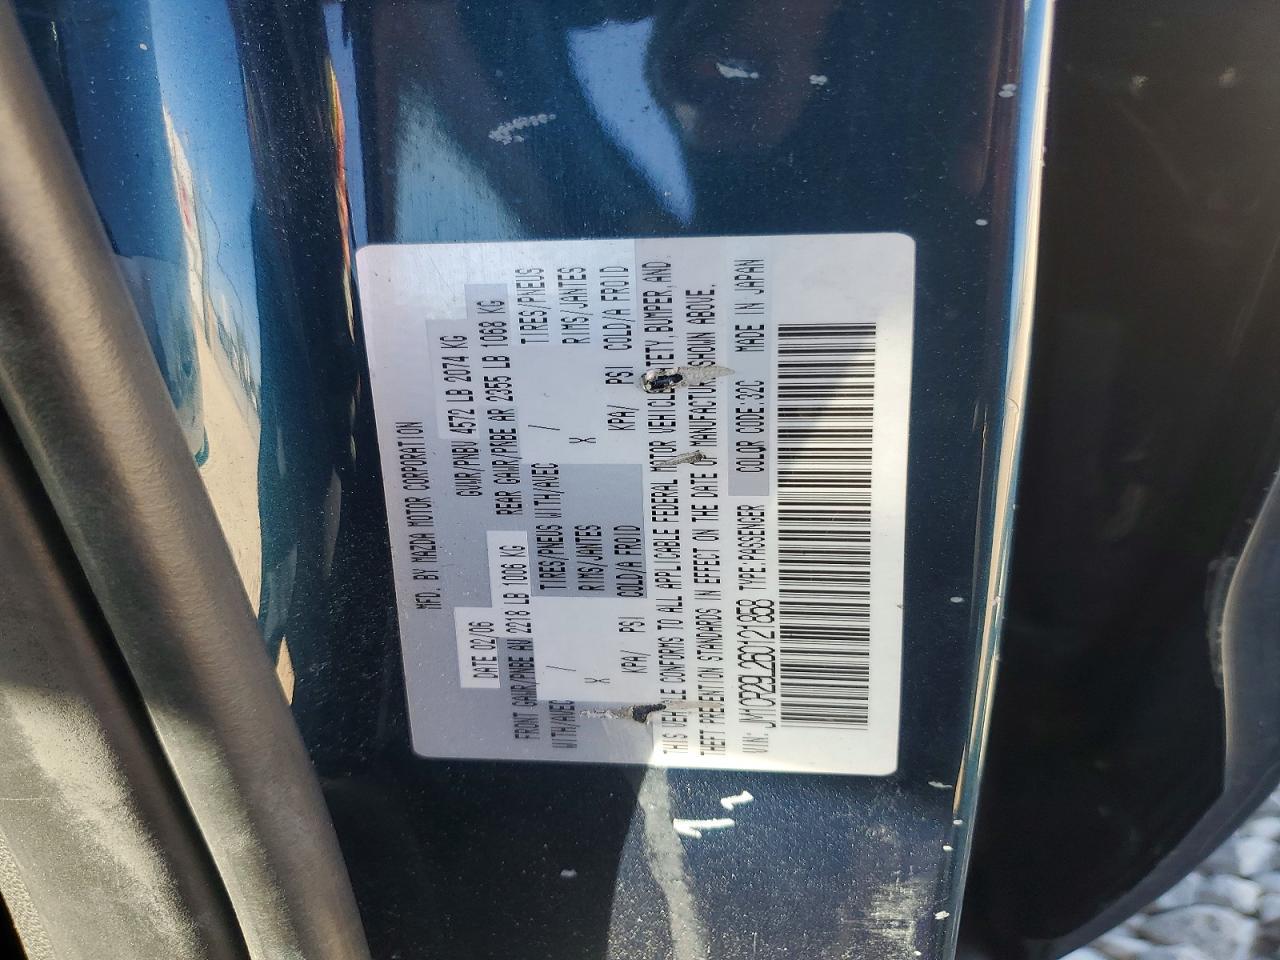 MFD. BY MAZDA MOTOR CORPORATION
DATE 02/06 GVWR/PNBV 4572 LB 2074 KG
FRONT GAWR/PNBE AV 2218 LB 1006 KG REAR GAWR/PNBE AR 2355 LB 1068 KG
WITH/AVEC / TIRES/PNEUS WITH/AVEC / TIRES/PNEUS
X RIMS/JANTES X RIMS/JANTES
KPA/ PSI COLD/A FROID KPA/ PSI COLD/A FROID
THIS VEHICLE CONFORMS TO ALL APPLICABLE FEDERAL MOTOR VEHICLE BUMPER, AND
THEFT PREVENTION STANDARDS IN EFFECT ON THE DATE SHOWN ABOVE.
VIN: JM1CR29L260121858 TYPE:PASSENGER COLOR CODE:32C MADE IN JAPAN